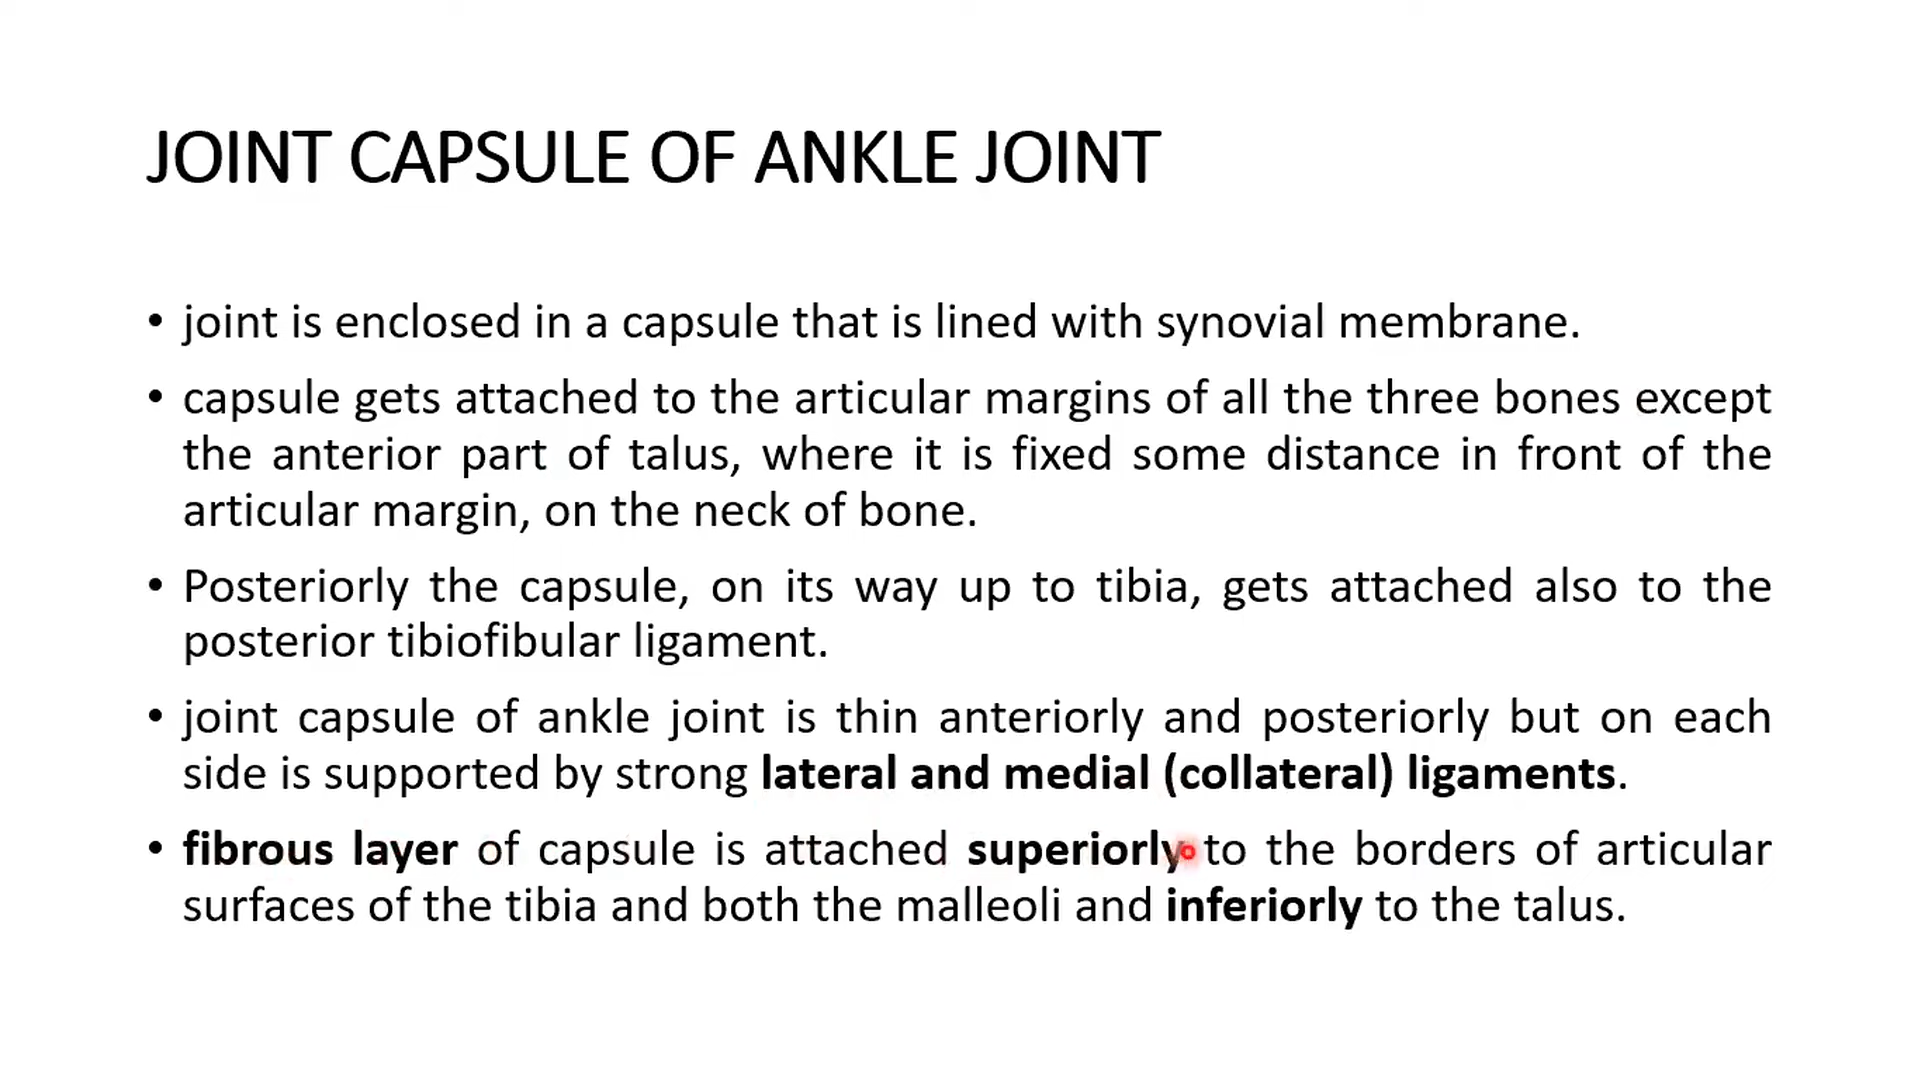 JOINT CAPSULE OF ANKLE JOINT
• joint is enclosed in a capsule that is lined with synovial membrane.
• capsule gets attached to the articular margins of all the three bones except
the anterior part of talus, where it is fixed some distance in front of the
articular margin, on the neck of bone.
• Posteriorly the capsule, on its way up to tibia, gets attached also to the
posterior tibiofibular ligament.
• joint capsule of ankle joint is thin anteriorly and posteriorly but on each
side is supported by strong lateral and medial (collateral) ligaments.
• fibrous layer of capsule is attached superiorly to the borders of articular
surfaces of the tibia and both the malleoli and inferiorly to the talus.